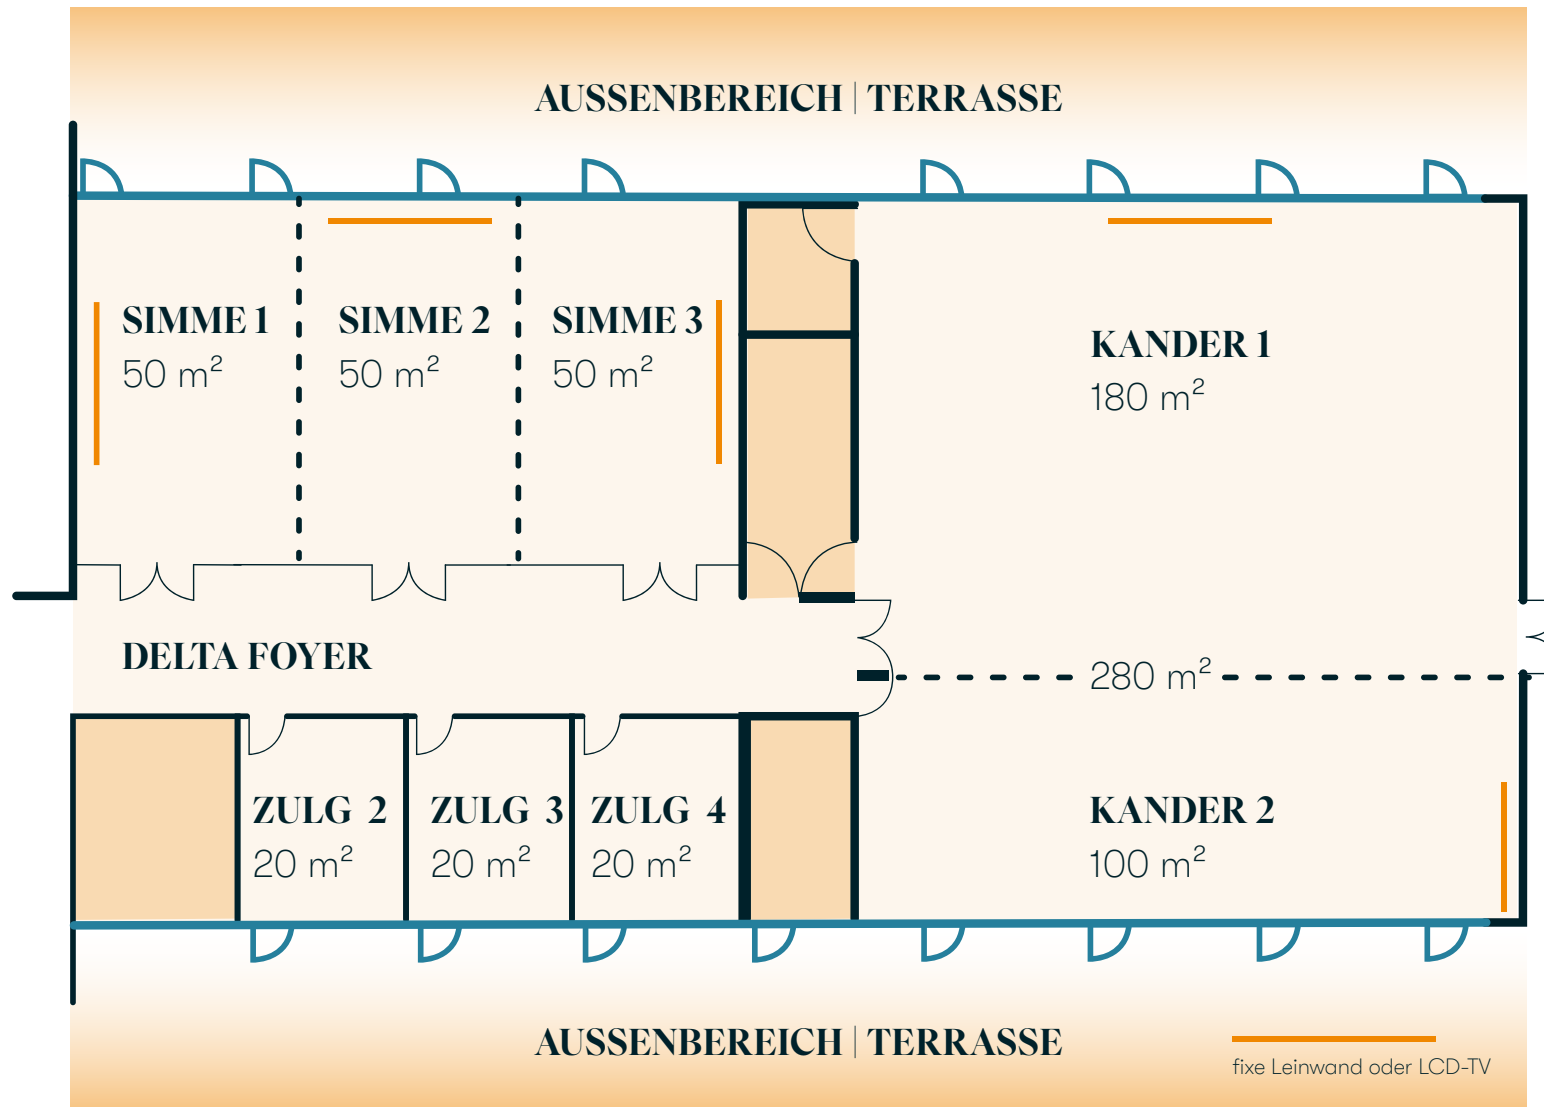 AUSSENBEREICH | TERRASSE
SIMME 1
50 m²
SIMME 2
50 m²
SIMME 3
50 m²
KANDER 1
180 m²
DELTA FOYER
280 m²
ZULG 2
20 m²
ZULG 3
20 m²
ZULG 4
20 m²
KANDER 2
100 m²
AUSSENBEREICH | TERRASSE
fixe Leinwand oder LCD-TV